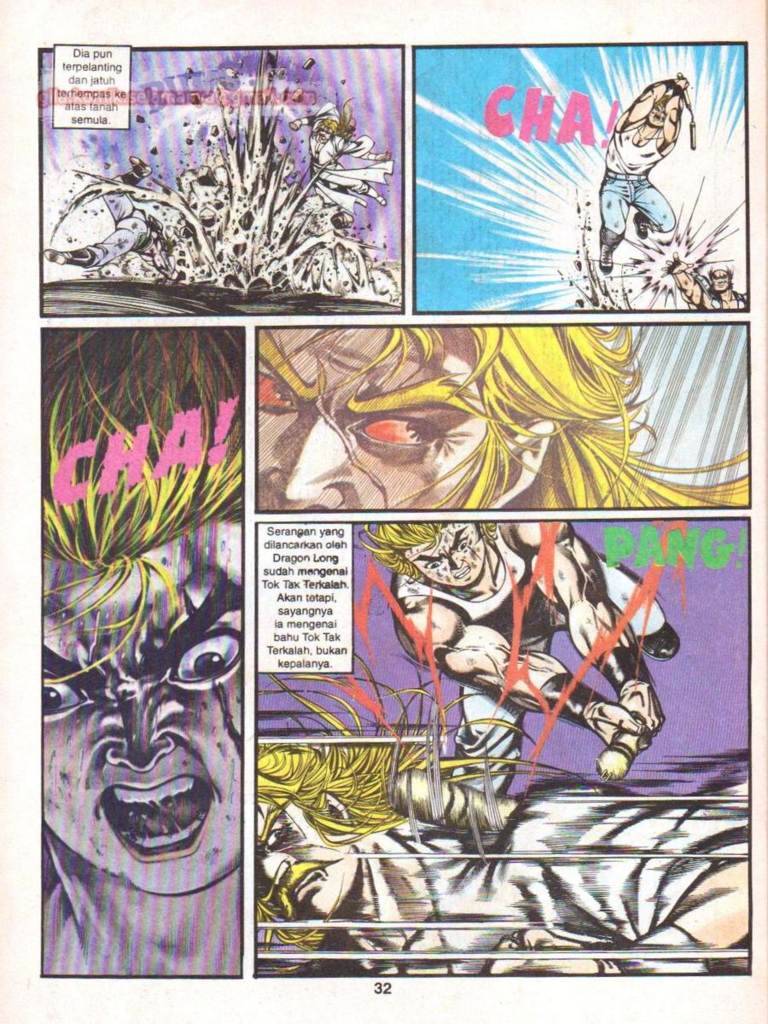 Dia pun
terpelanting
dan jatuh
terhempas ke
atas tanah
semula.
CHA!
CHA!
Serangan yang
dilancarkan oleh
Dragon Long
sudah mengenai
Tok Tak Terkalah.
Akan tetapi,
sayangnya
ia mengenai
bahu Tok Tak
Terkalah, bukan
kepalanya.
PANG!
32